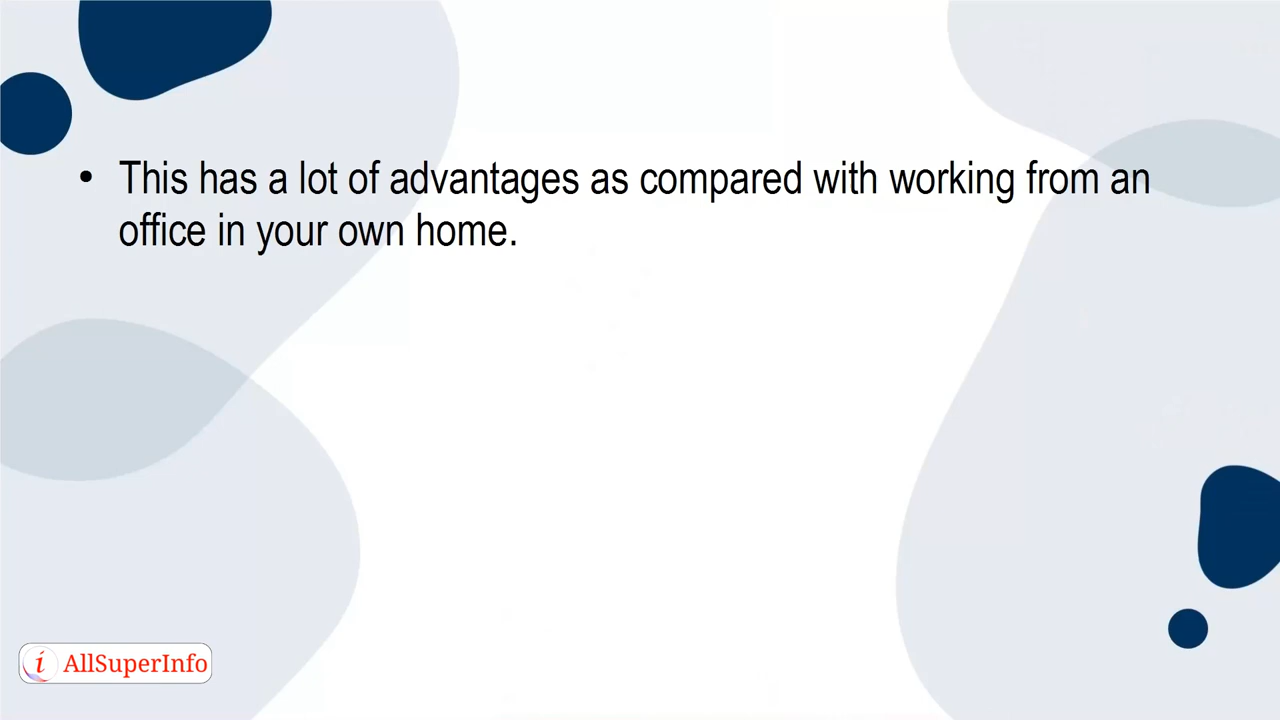 • This has a lot of advantages as compared with working from an
office in your own home.
i AllSuperInfo